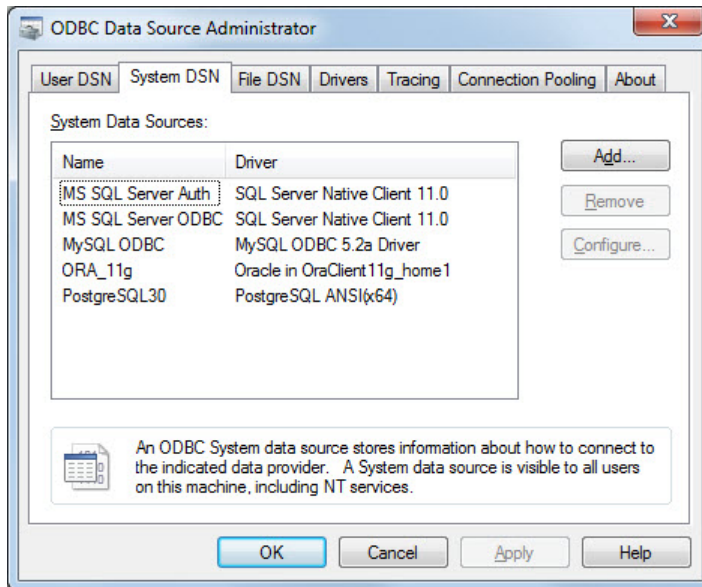 ODBC Data Source Administrator
User DSN System DSN File DSN Drivers Tracing Connection Pooling About
System Data Sources:
Name Driver
MS SQL Server Auth SQL Server Native Client 11.0
MS SQL Server ODBC SQL Server Native Client 11.0
MySQL ODBC MySQL ODBC 5.2a Driver
ORA_11g Oracle in OraClient11g_home1
PostgreSQL30 PostgreSQL ANSI(x64)
Add...
Remove
Configure...
An ODBC System data source stores information about how to connect to
the indicated data provider. A System data source is visible to all users
on this machine, including NT services.
OK Cancel Apply Help